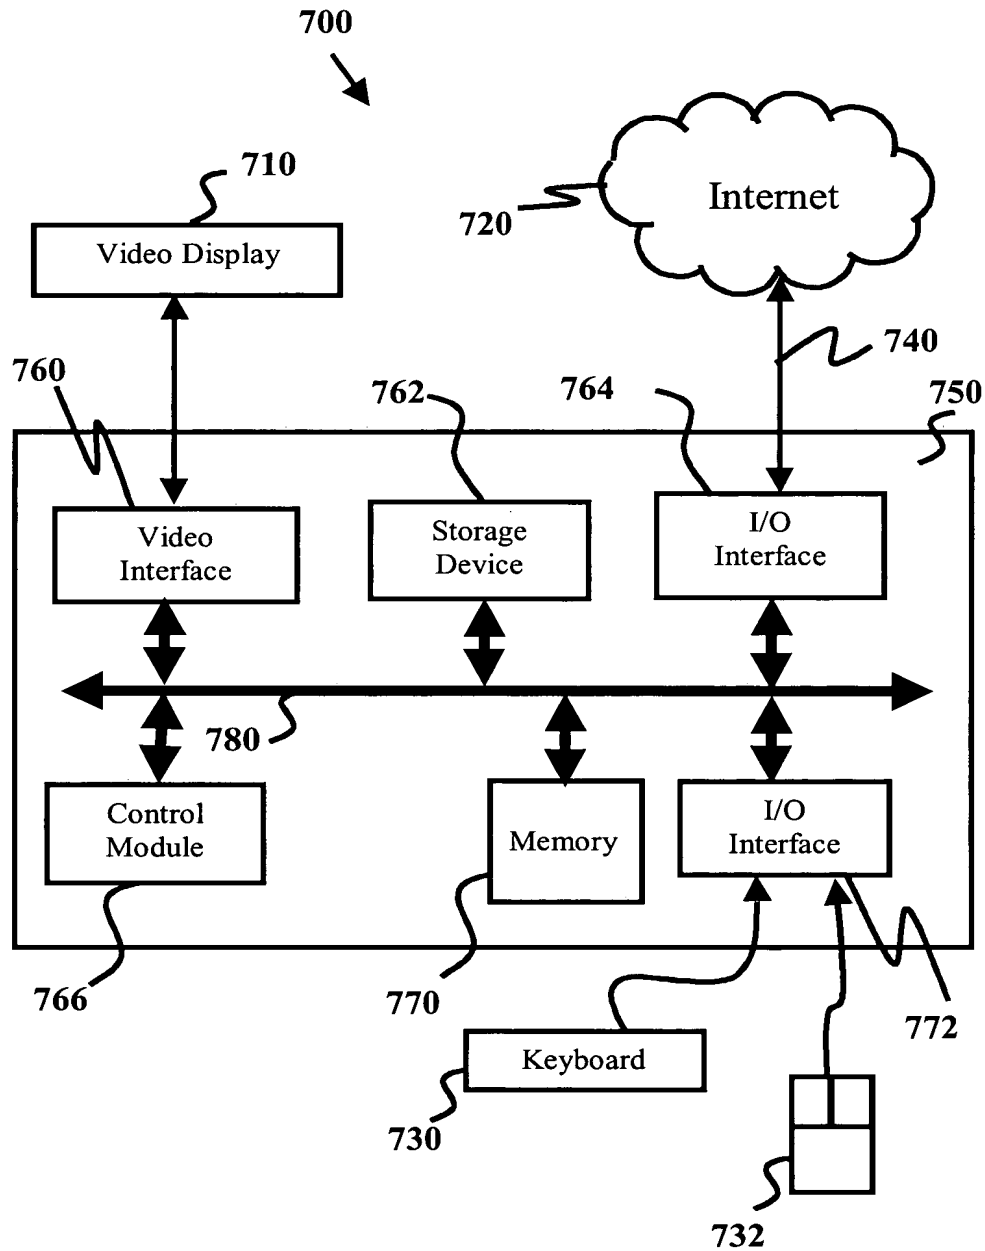 700
710
Internet
720
Video Display
740
760
762
764
750
Video
Interface
Storage
Device
I/O
Interface
780
Control
Module
Memory
I/O
Interface
766
770
772
Keyboard
730
732